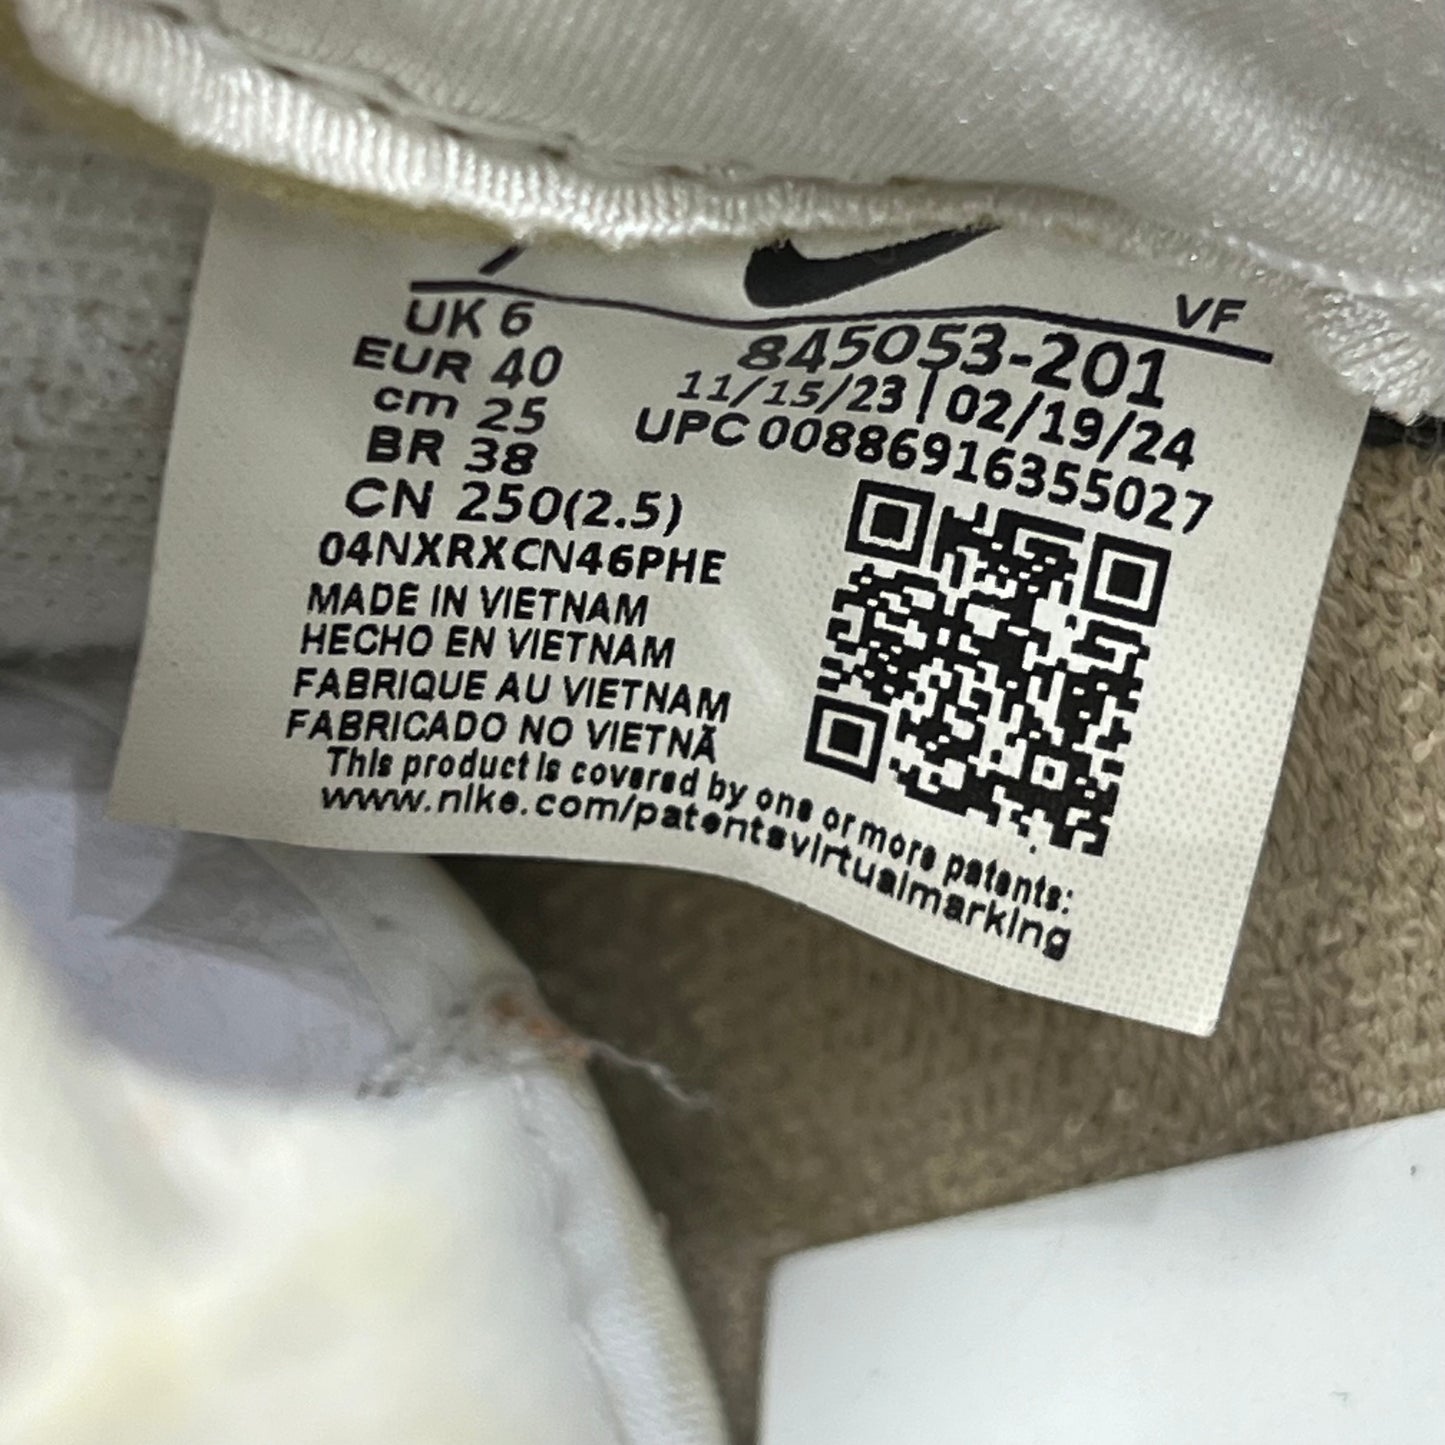 UK 6
EUR 40
cm 25
BR 38
CN 250(2.5)
04NXRXCN46PHE
MADE IN VIETNAM
HECHO EN VIETNAM
FABRIQUE AU VIETNAM
FABRICADO NO VIETNÃ
This product is covered by one or more patents:
www.nike.com/patentsvirtualmarking
VF
845053-201
11/15/23 | 02/19/24
UPC 00886916355027